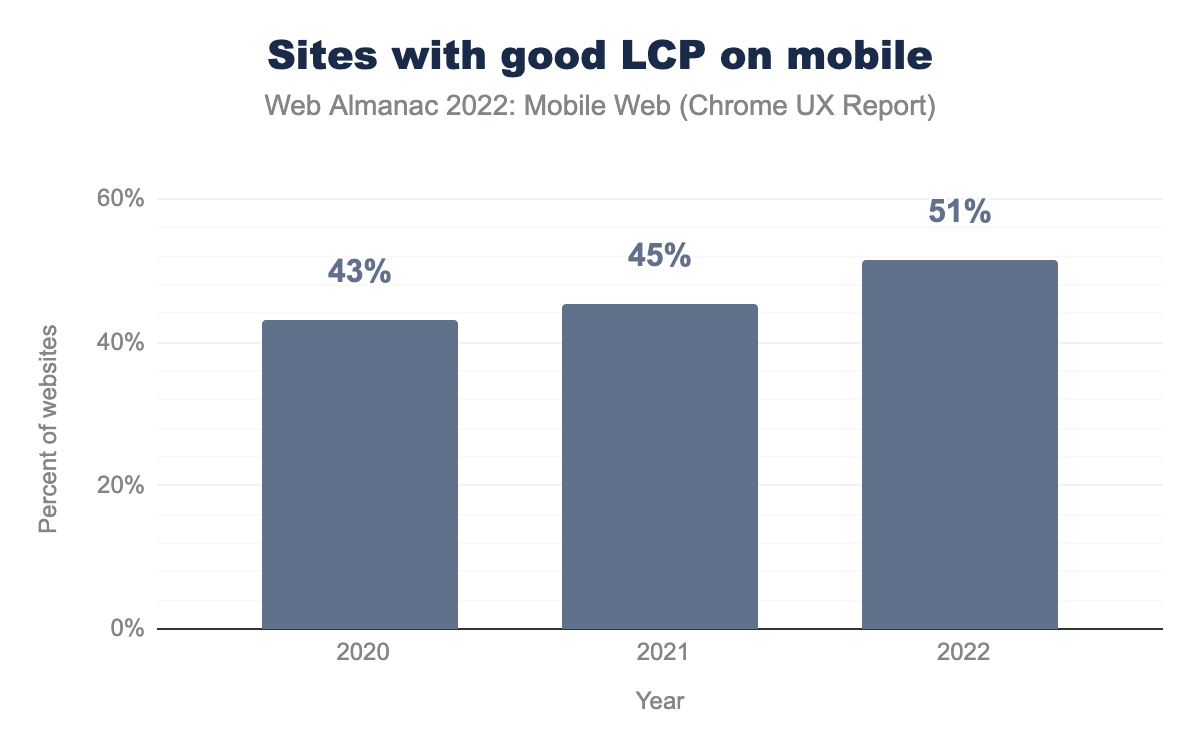 Sites with good LCP on mobile
Web Almanac 2022: Mobile Web (Chrome UX Report)
60%
40%
20%
0%
Percent of websites
43%
45%
51%
2020
2021
2022
Year